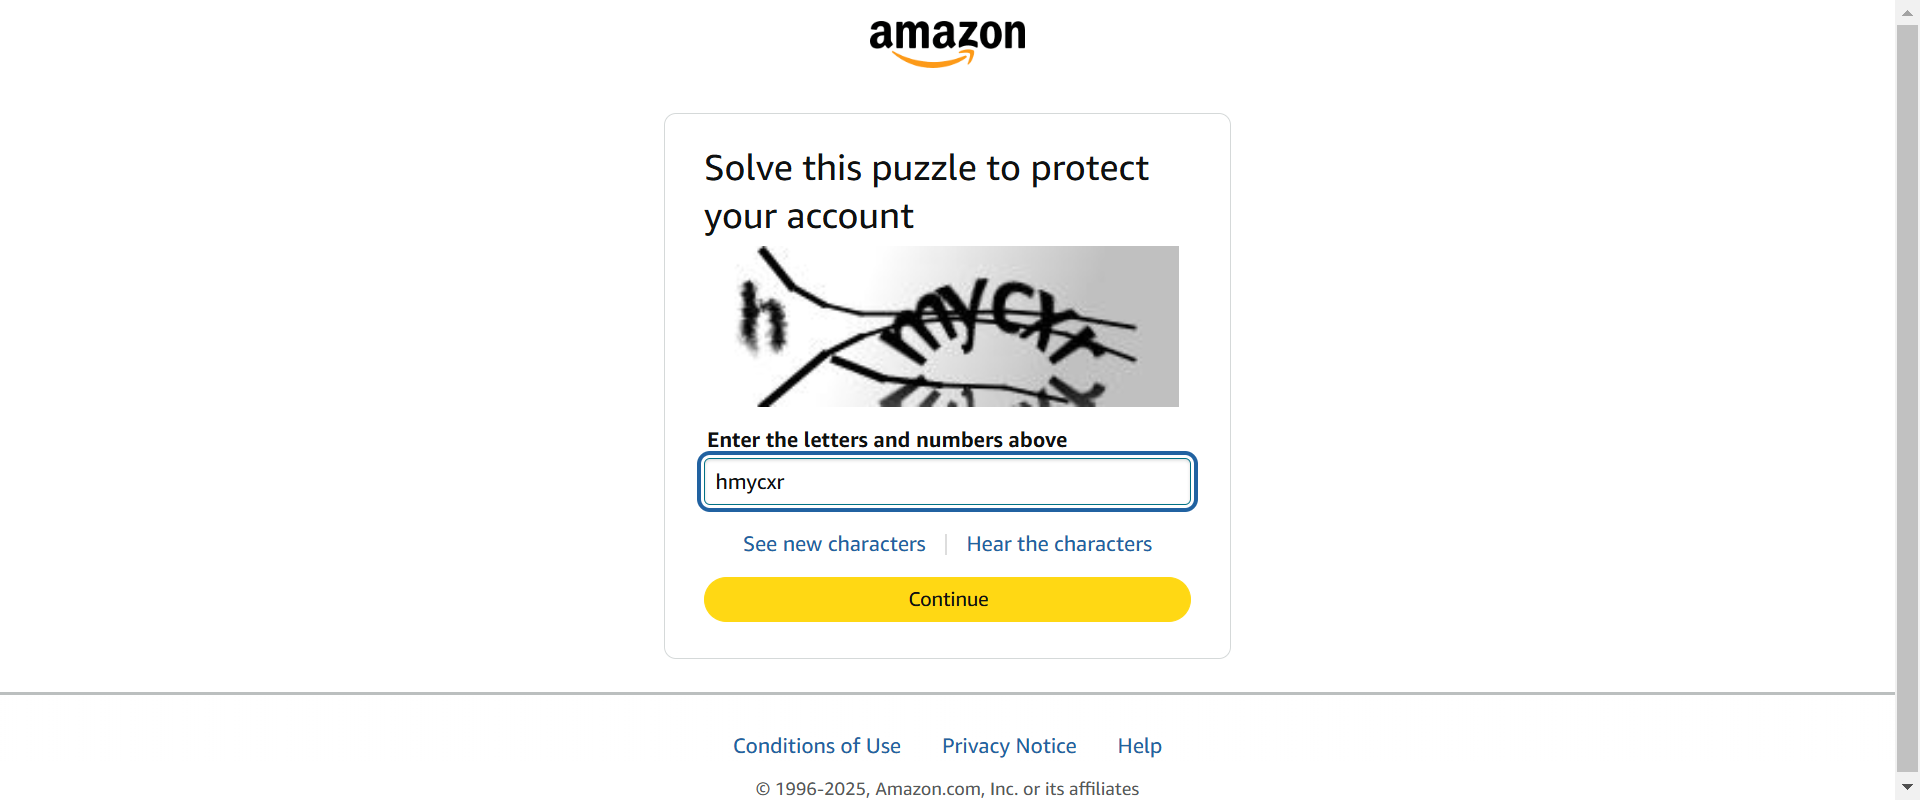 amazon
Solve this puzzle to protect
your account
Enter the letters and numbers above
hmycxr
See new characters | Hear the characters
Continue
Conditions of Use Privacy Notice Help
© 1996-2025, Amazon.com, Inc. or its affiliates